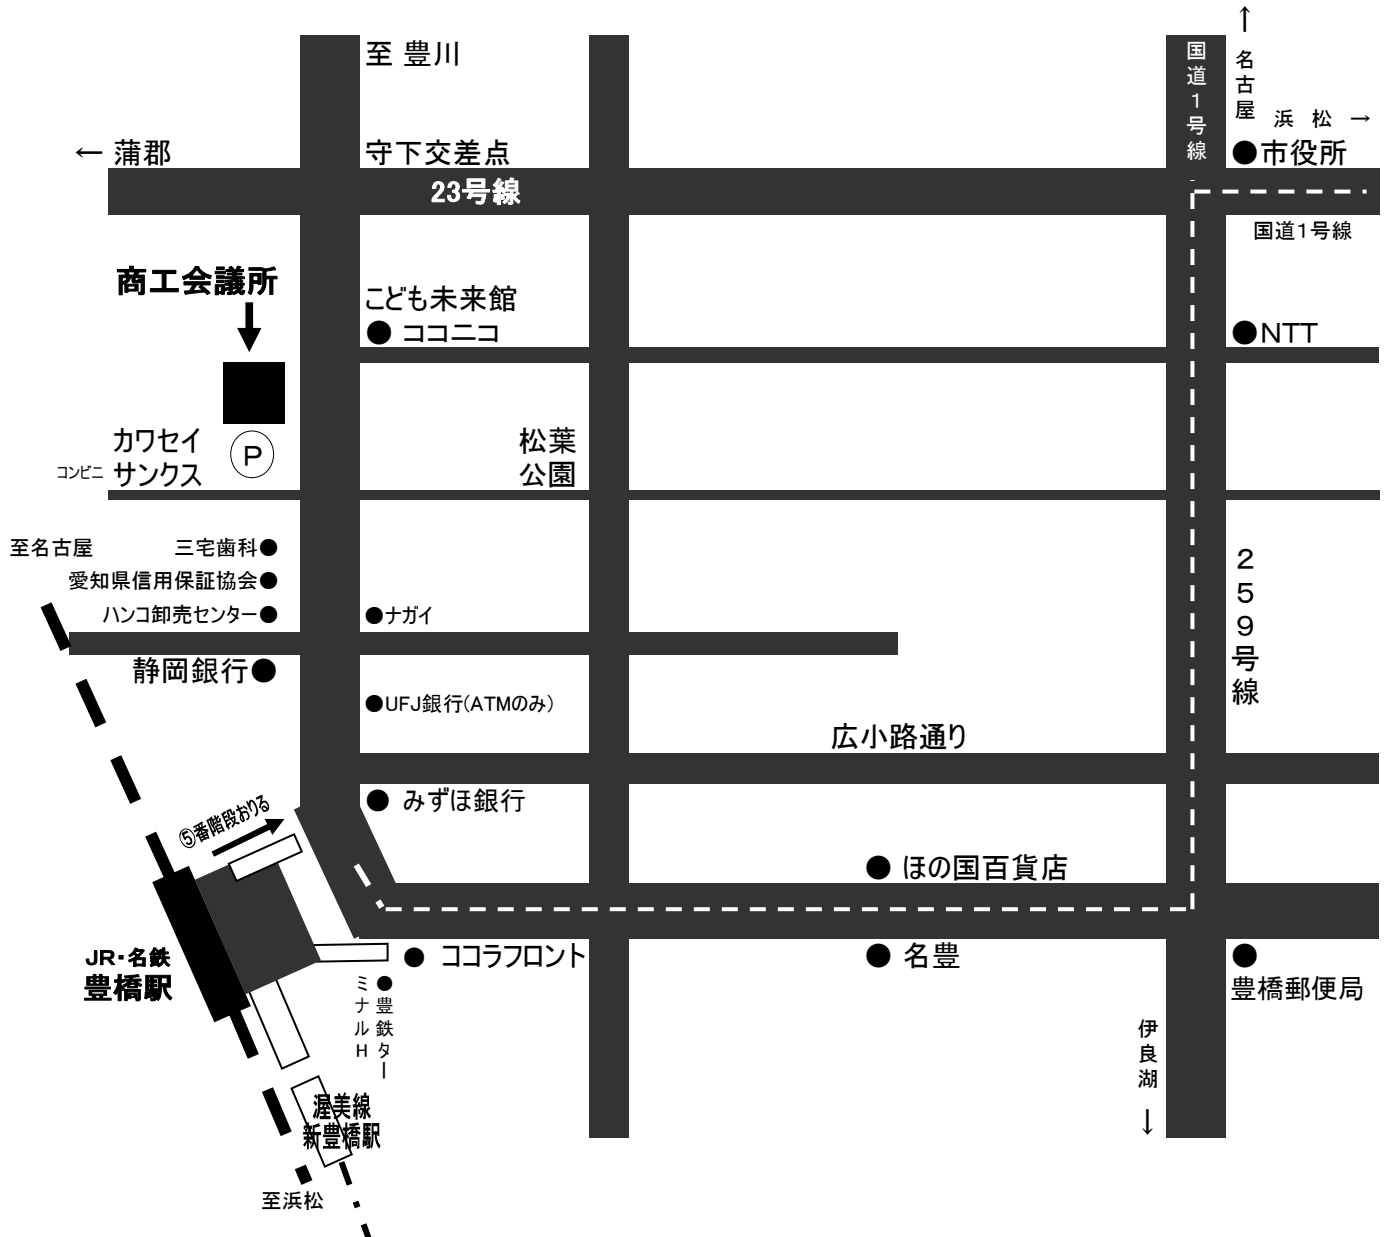 ↑
名古屋
国道1号線
至 豊川
浜 松 →
← 蒲郡
守下交差点
●市役所
23号線
国道1号線
商工会議所
こども未来館
● ココニコ
●NTT
カワセイ
コンビニ サンクス
P
松葉
公園
至名古屋
三宅歯科●
愛知県信用保証協会●
ハンコ卸売センター●
●ナガイ
259号線
静岡銀行●
●UFJ銀行(ATMのみ)
広小路通り
● みずほ銀行
⑤番階段おりる
● ほの国百貨店
JR・名鉄
豊橋駅
● ココラフロント
● 名豊
●
豊橋郵便局
●豊鉄ター
ミナルH
伊良湖
↓
渥美線
新豊橋駅
至浜松